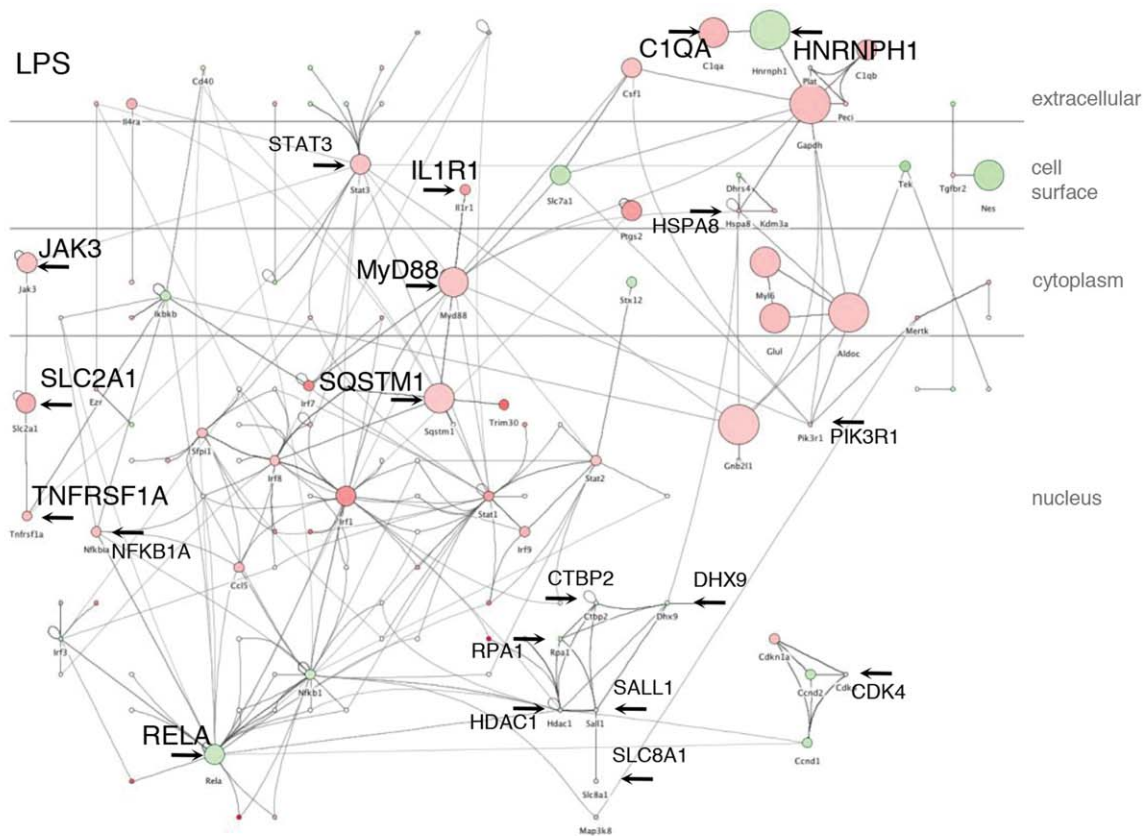 LPS
C1QA
HNRNPH1
C1qa
Hnrnph1
C1qb
Cd40
Csf1
Plat
extracellular
Il4ra
Peci
Gapdh
STAT3
IL1R1
cell
surface
Stat3
Il1r1
Slc7a1
Dhrs4
Tek
Tgfbr2
Nes
HSPA8
Hspa8
Kdm3a
Ptgs2
JAK3
MyD88
cytoplasm
Jak3
Ikbkb
Myd88
Stx12
Myl6
Glul
Aldoc
Mertk
SLC2A1
SQSTM1
Slc2a1
Ezr
Irf7
Sqstm1
Trim30
Pik3r1
PIK3R1
Sfpi1
Irf8
Stat2
Gnb2l1
TNFRSF1A
nucleus
Irf1
Stat1
Tnfrsf1a
Nfkbia
NFKB1A
Irf9
Ccl5
CTBP2
DHX9
Ctbp2
Dhx9
Irf3
RPA1
Rpa1
Cdkn1a
Nfkb1
SALL1
Ccnd2
CDK4
HDAC1
Hdac1
Sall1
RELA
SLC8A1
Ccnd1
Rela
Slc8a1
Map3k8